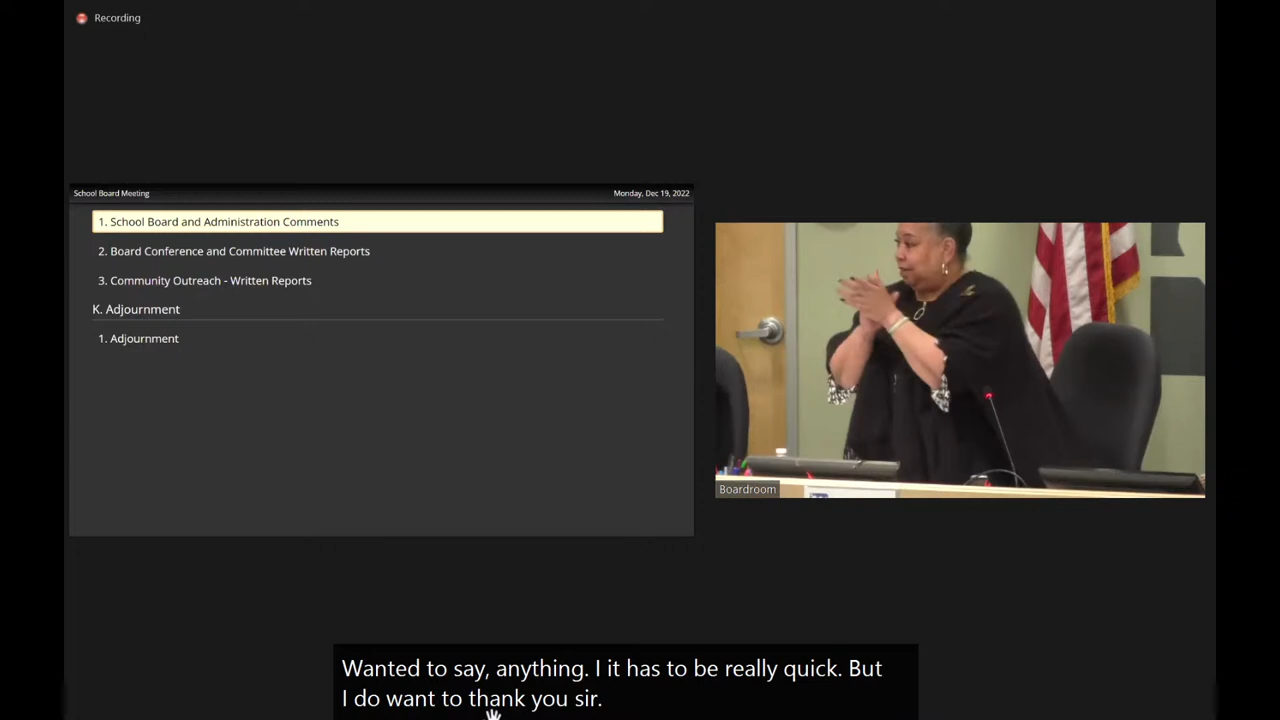 Recording
School Board Meeting
Monday, Dec 19, 2022
1. School Board and Administration Comments
2. Board Conference and Committee Written Reports
3. Community Outreach - Written Reports
K. Adjournment
1. Adjournment
Boardroom
Wanted to say, anything. I it has to be really quick. But
I do want to thank you sir.